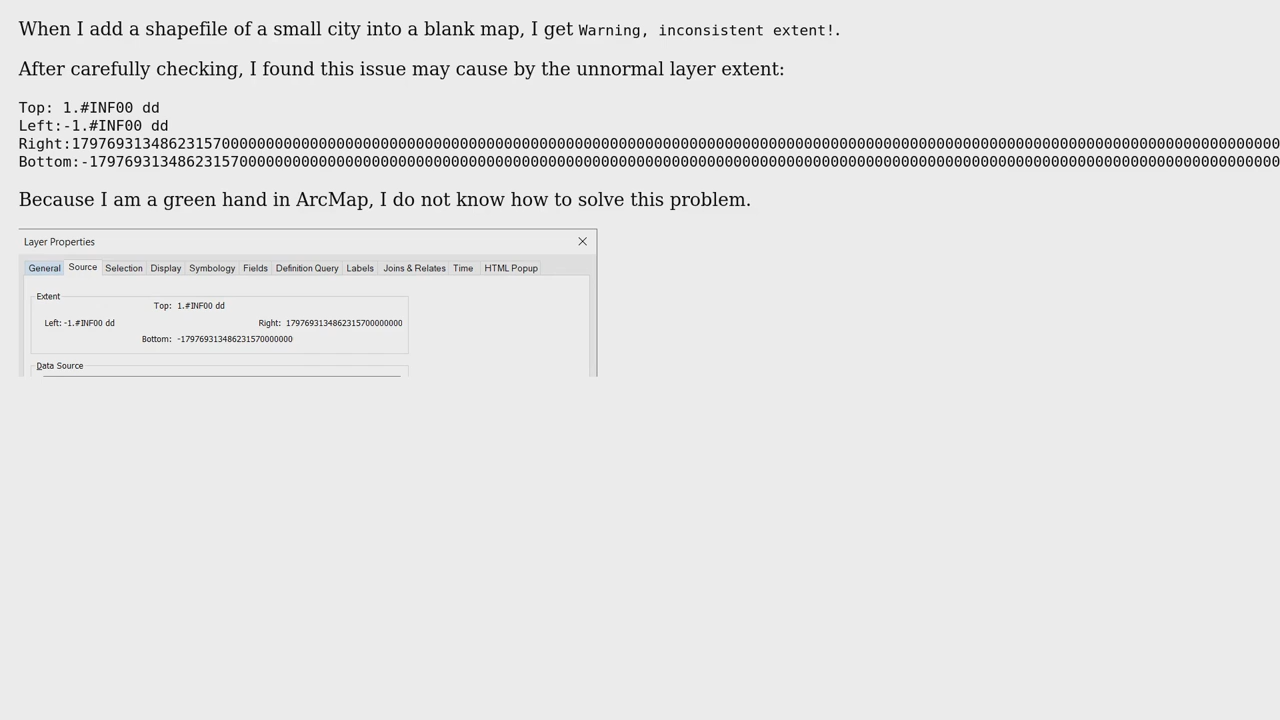 When I add a shapefile of a small city into a blank map, I get Warning, inconsistent extent!.
After carefully checking, I found this issue may cause by the unnormal layer extent:
Top: 1.#INF00 dd
Left:-1.#INF00 dd
Right:179769313486231570000000000000000000000000000000000000000000000000000000000000000000000000000000000000000000000000000000000000000000000
Bottom:-179769313486231570000000000000000000000000000000000000000000000000000000000000000000000000000000000000000000000000000000000000000000000
Because I am a green hand in ArcMap, I do not know how to solve this problem.
Layer Properties
General Source Selection Display Symbology Fields Definition Query Labels Joins & Relates Time HTML Popup
Extent
Top: 1.#INF00 dd
Left: -1.#INF00 dd Right: 179769313486231570000000
Bottom: -179769313486231570000000
Data Source